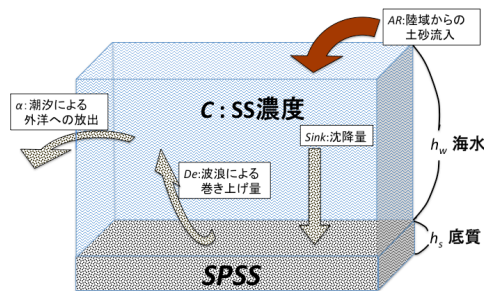 AR:陸域からの
土砂流入
α:潮汐による
外洋への放出
C:SS濃度
Sink:沈降量
De:波浪による
巻き上げ量
hw 海水
hs 底質
SPSS